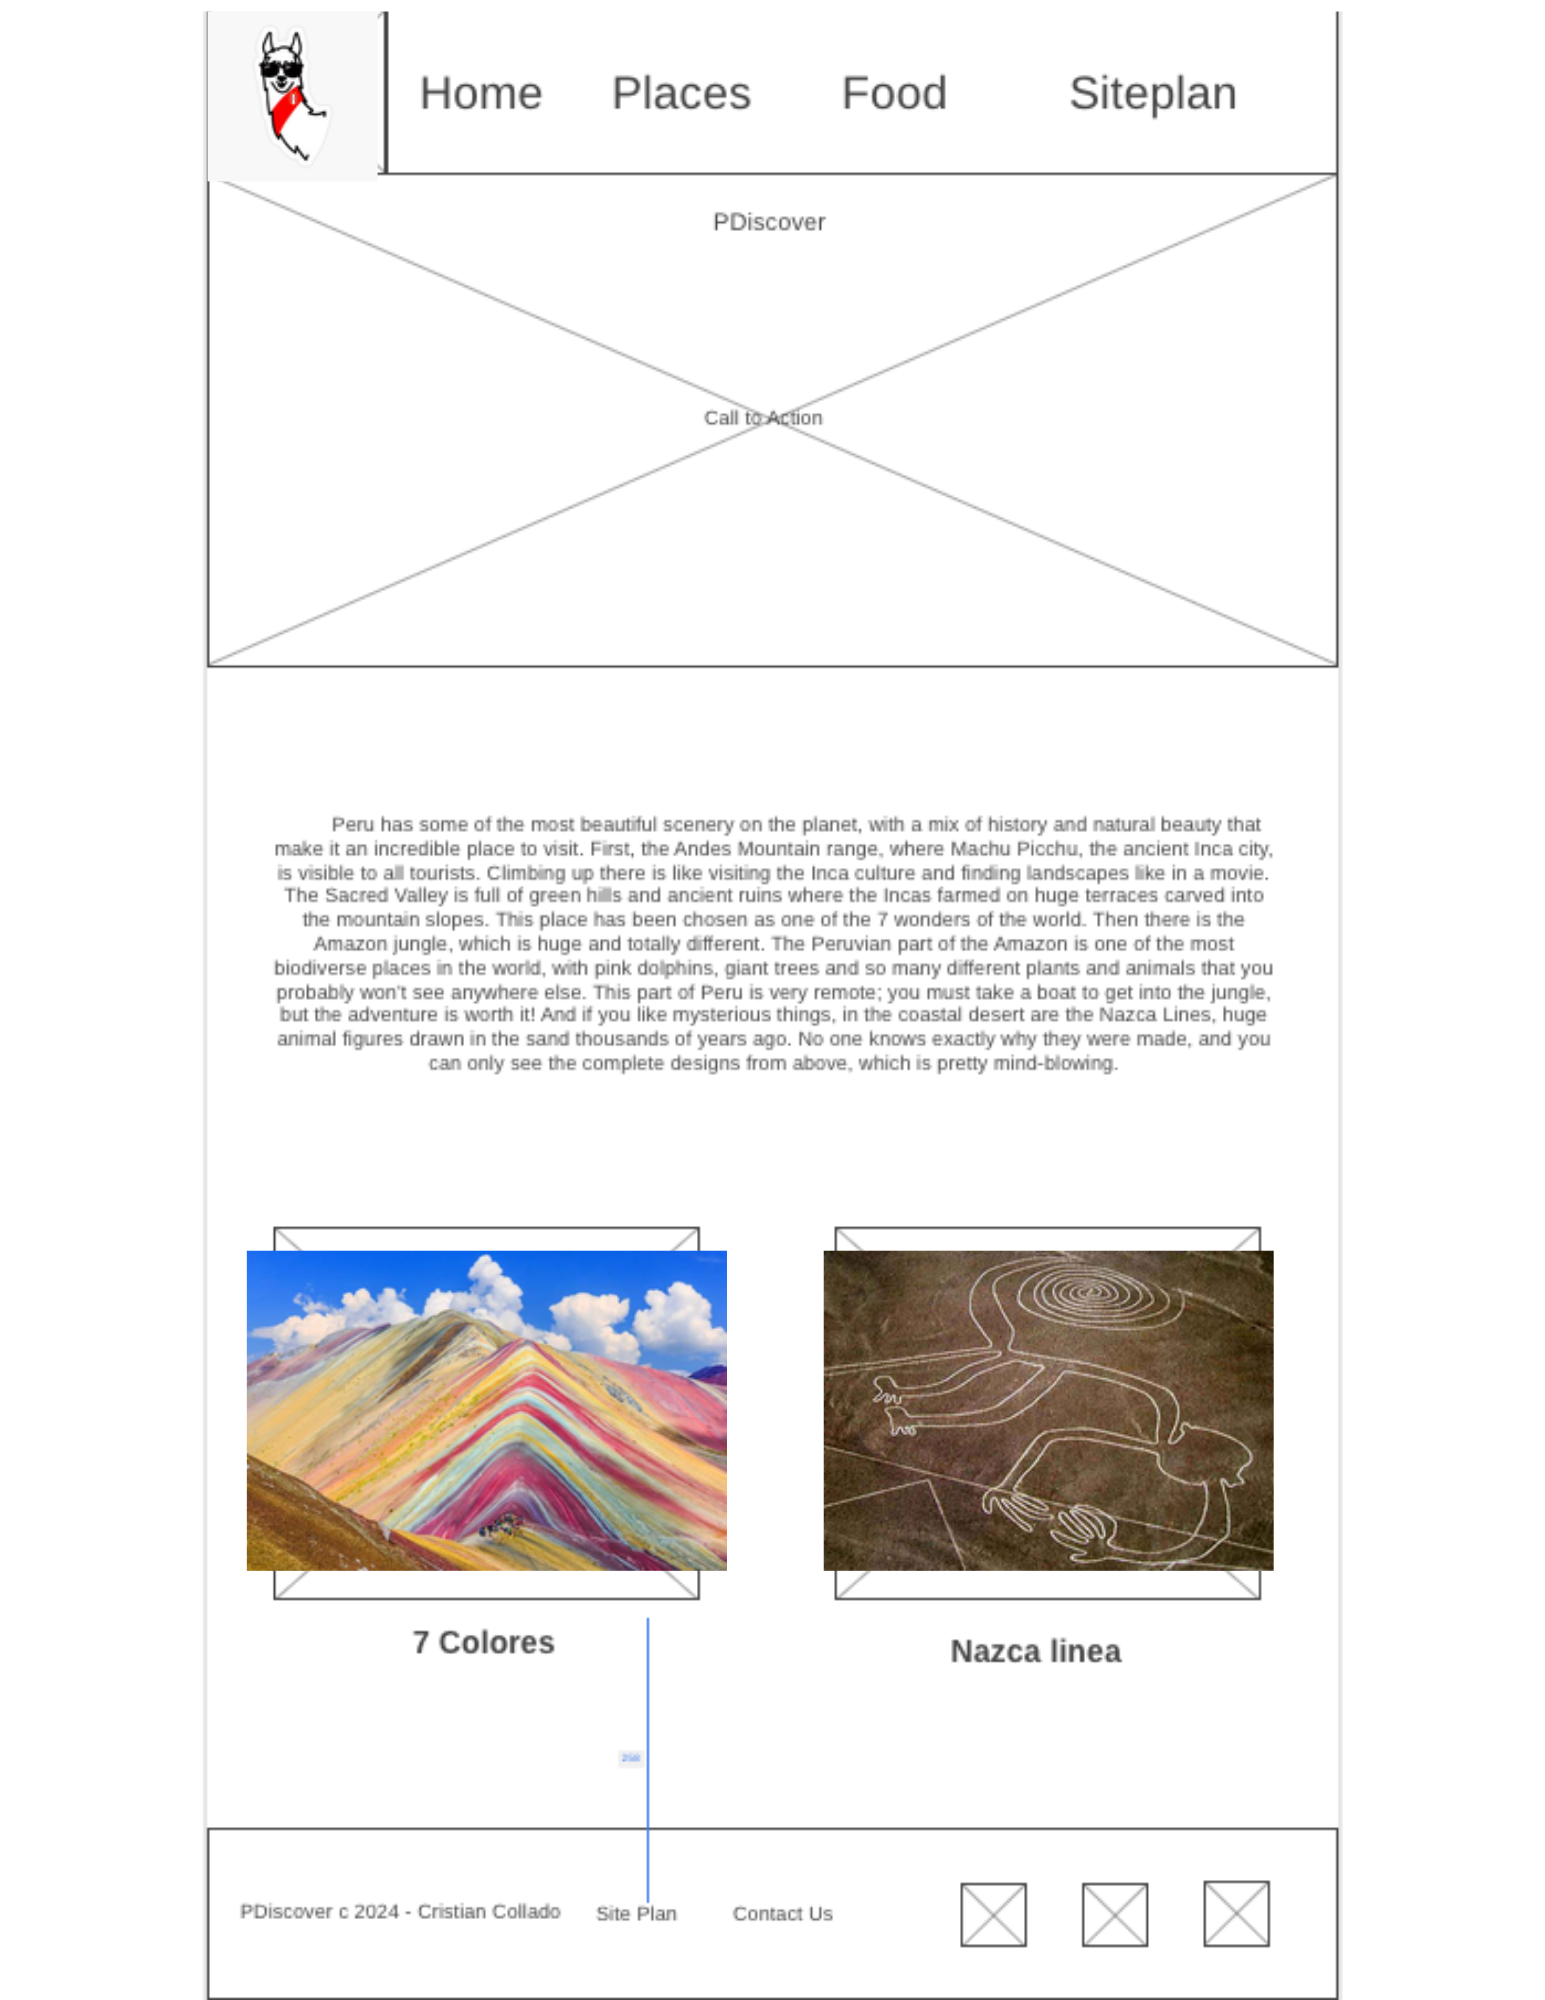 Home Places Food Siteplan
PDiscover
Call to Action
Peru has some of the most beautiful scenery on the planet, with a mix of history and natural beauty that
make it an incredible place to visit. First, the Andes Mountain range, where Machu Picchu, the ancient Inca city,
is visible to all tourists. Climbing up there is like visiting the Inca culture and finding landscapes like in a movie.
The Sacred Valley is full of green hills and ancient ruins where the Incas farmed on huge terraces carved into
the mountain slopes. This place has been chosen as one of the 7 wonders of the world. Then there is the
Amazon jungle, which is huge and totally different. The Peruvian part of the Amazon is one of the most
biodiverse places in the world, with pink dolphins, giant trees and so many different plants and animals that you
probably won't see anywhere else. This part of Peru is very remote; you must take a boat to get into the jungle,
but the adventure is worth it! And if you like mysterious things, in the coastal desert are the Nazca Lines, huge
animal figures drawn in the sand thousands of years ago. No one knows exactly why they were made, and you
can only see the complete designs from above, which is pretty mind-blowing.
7 Colores
Nazca linea
PDiscover c 2024 - Cristian Collado Site Plan Contact Us